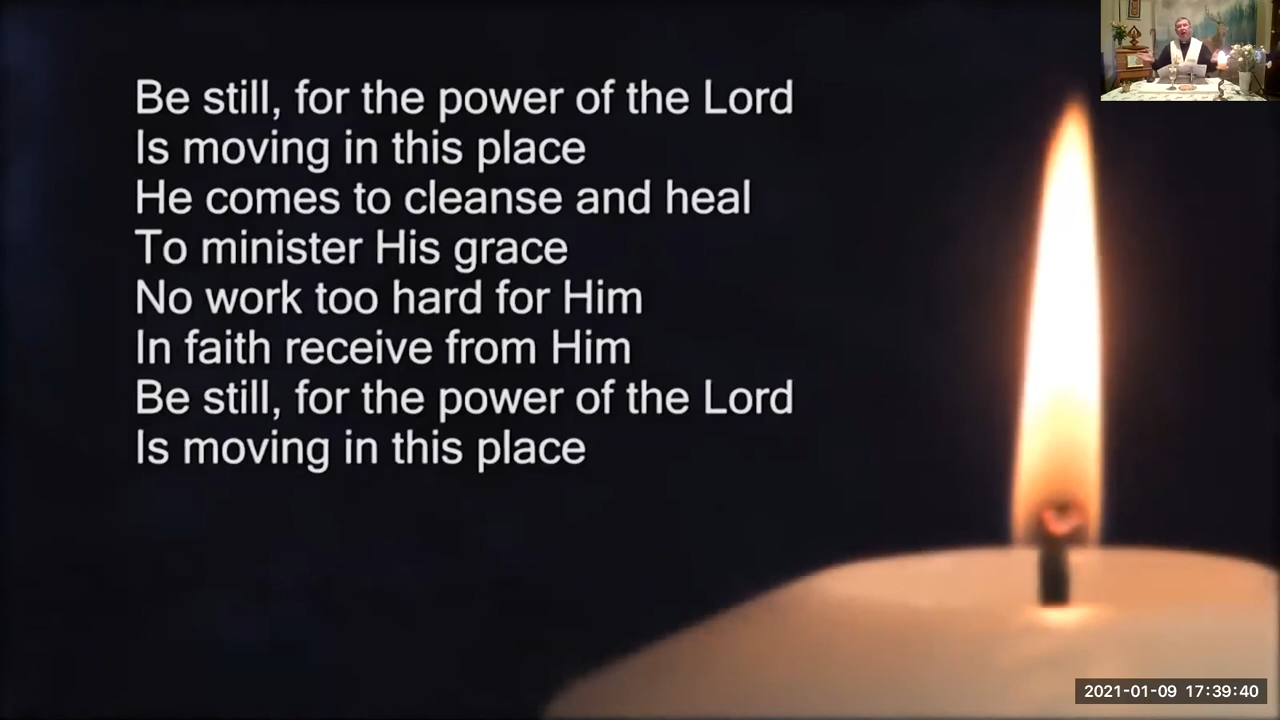 Be still, for the power of the Lord
Is moving in this place
He comes to cleanse and heal
To minister His grace
No work too hard for Him
In faith receive from Him
Be still, for the power of the Lord
Is moving in this place
2021-01-09 17:39:40